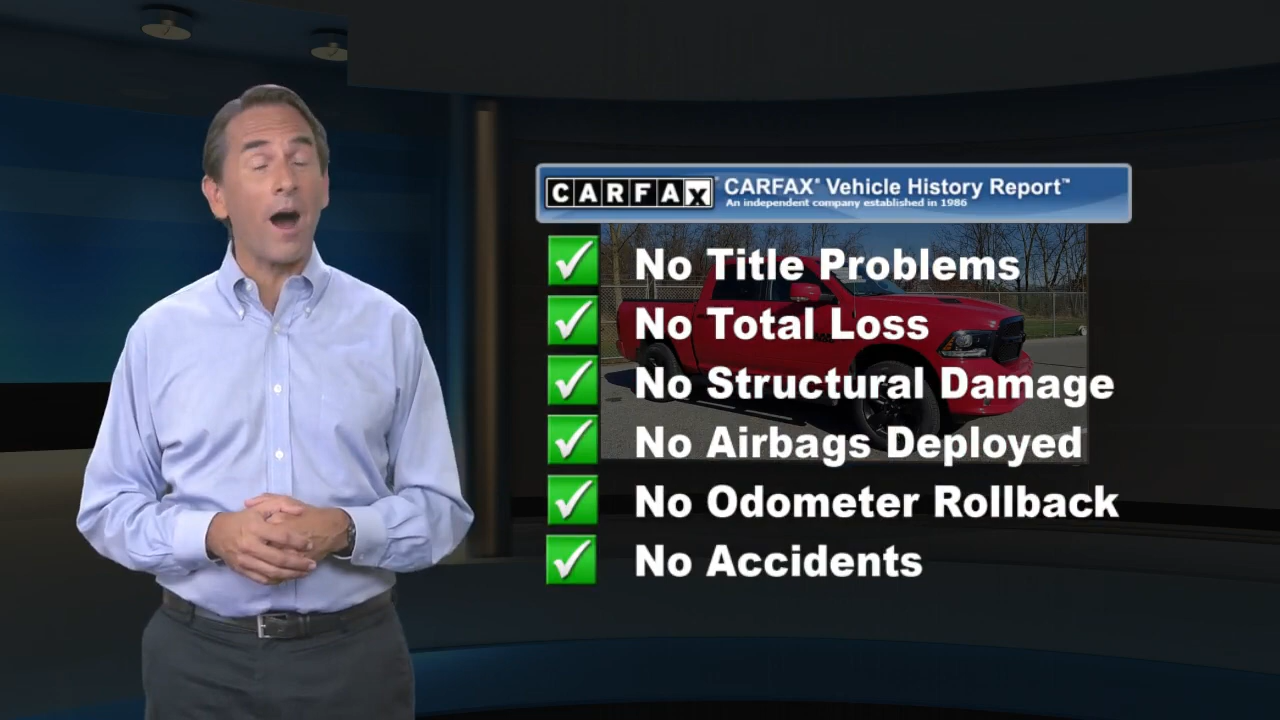 CARFAX
CARFAX® Vehicle History Report™
An independent company established in 1986
No Title Problems
No Total Loss
No Structural Damage
No Airbags Deployed
No Odometer Rollback
No Accidents